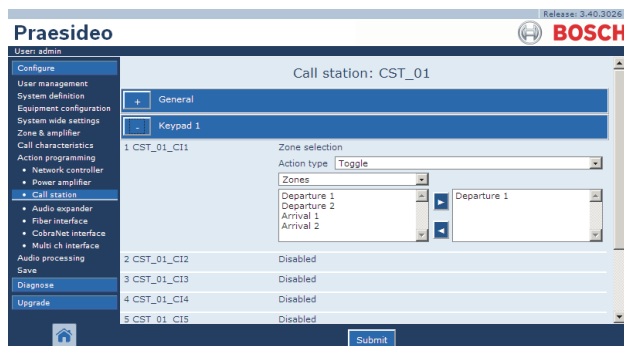 Release: 3.40.3026
Praesideo
BOSCH
User: admin
Configure
User management
System definition
Equipment configuration
System wide settings
Zone & amplifier
Call characteristics
Action programming
• Network controller
• Power amplifier
• Call station
• Audio expander
• Fiber interface
• CobraNet interface
• Multi ch interface
Audio processing
Save
Diagnose
Upgrade
Call station: CST_01
+ General
- Keypad 1
1 CST_01_CI1 Zone selection
Action type Toggle
Zones
Departure 1 Departure 1
Departure 2
Arrival 1
Arrival 2
2 CST_01_CI2 Disabled
3 CST_01_CI3 Disabled
4 CST_01_CI4 Disabled
5 CST_01_CI5 Disabled
Submit